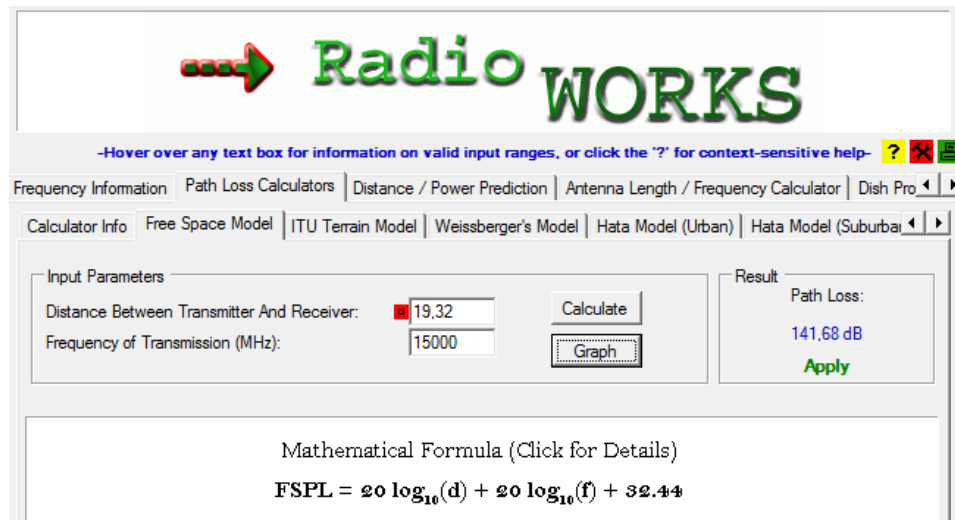 Radio WORKS
-Hover over any text box for information on valid input ranges, or click the '?' for context-sensitive help- ?
Frequency Information Path Loss Calculators Distance / Power Prediction Antenna Length / Frequency Calculator Dish Pro
Calculator Info Free Space Model ITU Terrain Model Weissberger's Model Hata Model (Urban) Hata Model (Suburba
Input Parameters
Distance Between Transmitter And Receiver: 19,32
Frequency of Transmission (MHz): 15000
Calculate
Graph
Result
Path Loss:
141,68 dB
Apply
Mathematical Formula (Click for Details)
FSPL = 20 log₁₀(d) + 20 log₁₀(f) + 32.44